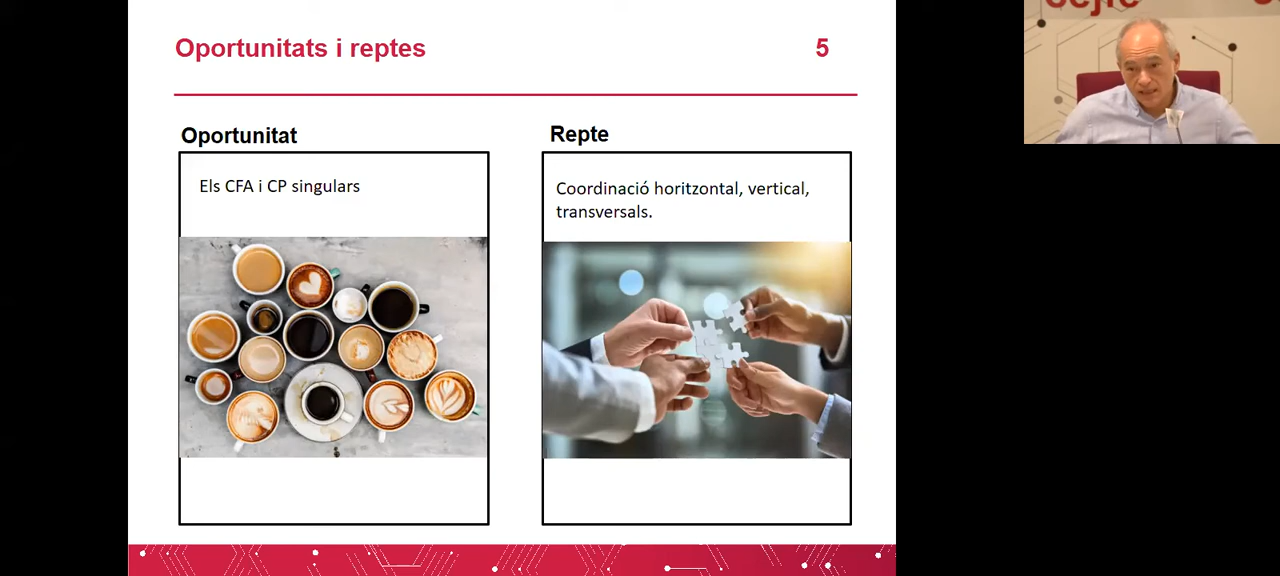 Oportunitats i reptes
5
Oportunitat
Els CFA i CP singulars
Repte
Coordinació horitzontal, vertical,
transversals.